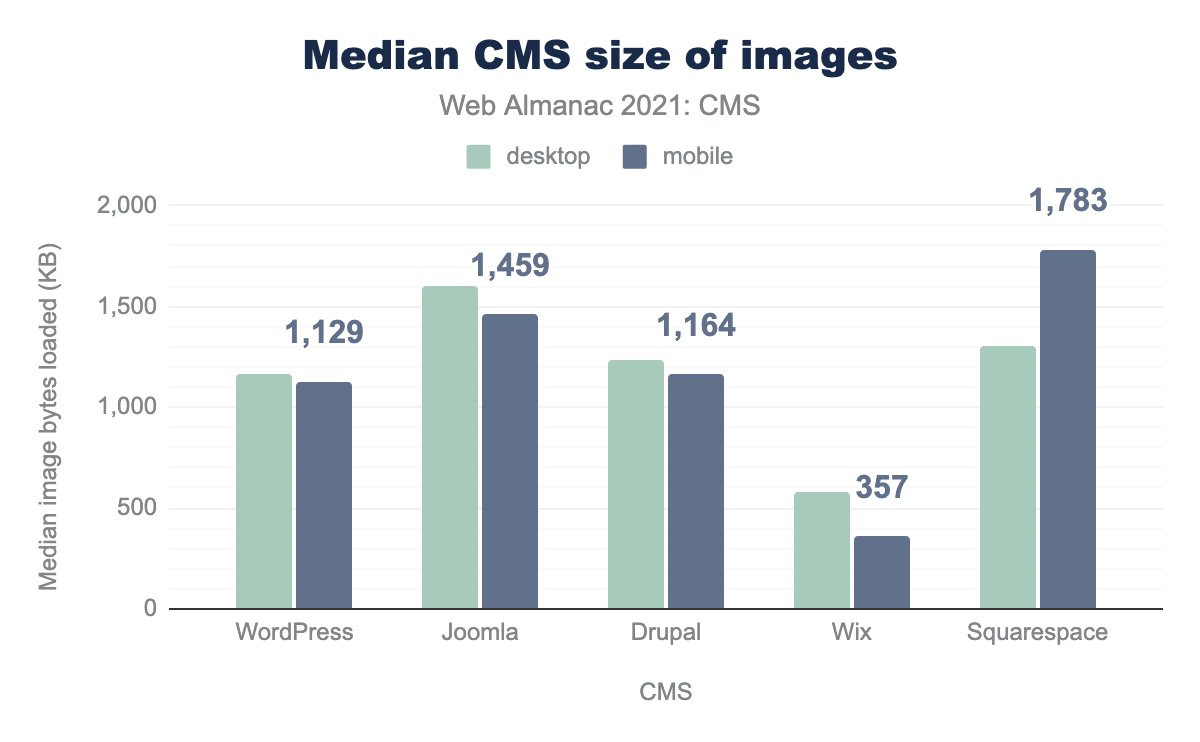 Median CMS size of images
Web Almanac 2021: CMS
desktop mobile
Median image bytes loaded (KB)
2,000
1,500
1,000
500
0
1,129
1,459
1,164
357
1,783
WordPress Joomla Drupal Wix Squarespace
CMS